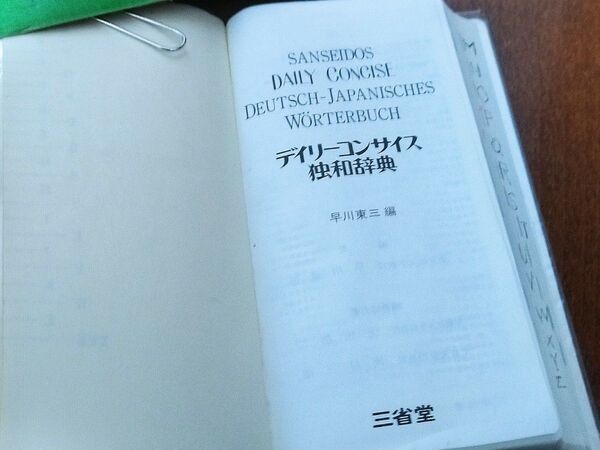 SANSEIDOS
DAILY CONCISE
DEUTSCH-JAPANISCHES
WÖRTERBUCH
デイリーコンサイス
独和辞典
早川東三 編
三省堂
M N O P Q R S T U V W X Y Z